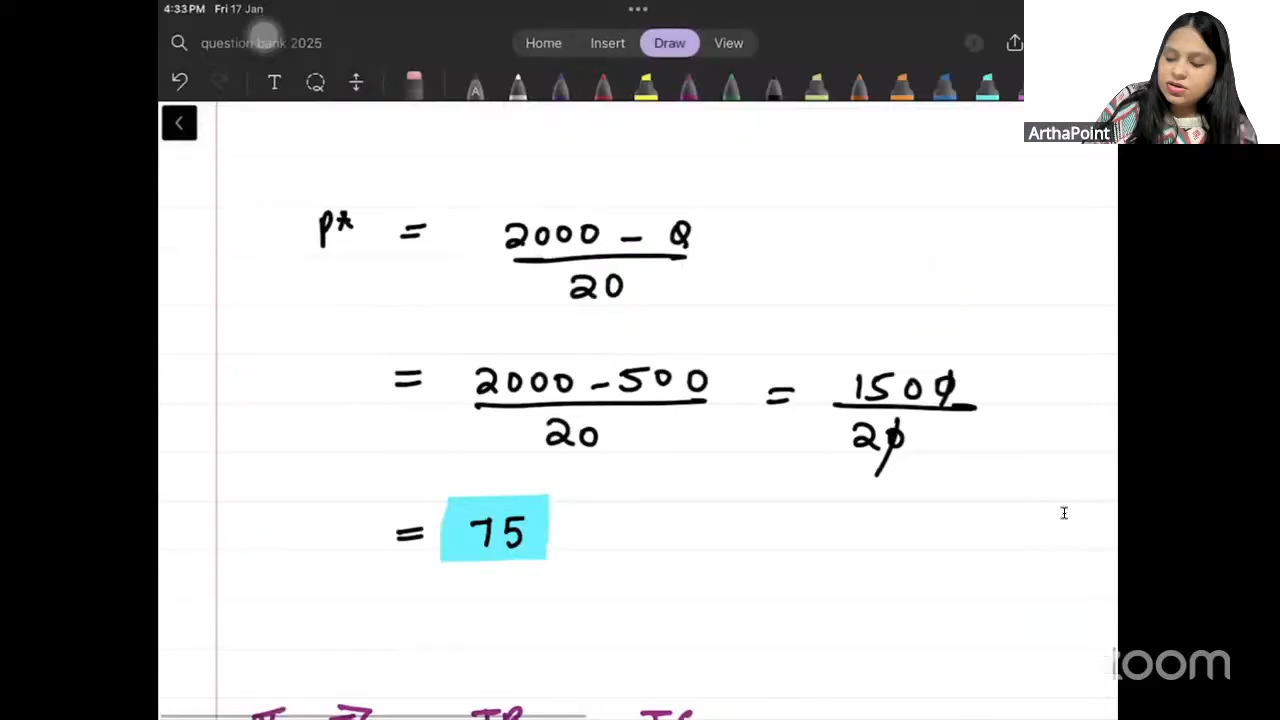 4:33 PM Fri 17 Jan
question bank 2025
Home Insert Draw View
T
A
ArthaPoint
P* = 2000 - Q / 20
= 2000 - 500 / 20 = 1500 / 20
= 75
zoom